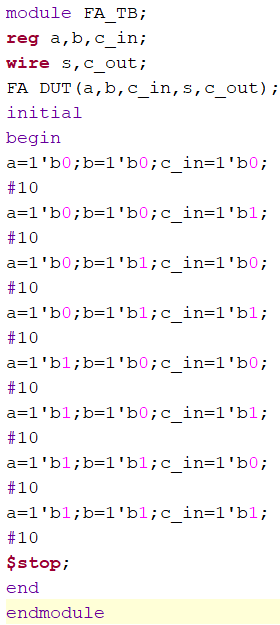 module FA_TB;
reg a,b,c_in;
wire s,c_out;
FA DUT(a,b,c_in,s,c_out);
initial
begin
a=1'b0;b=1'b0;c_in=1'b0;
#10
a=1'b0;b=1'b0;c_in=1'b1;
#10
a=1'b0;b=1'b1;c_in=1'b0;
#10
a=1'b0;b=1'b1;c_in=1'b1;
#10
a=1'b1;b=1'b0;c_in=1'b0;
#10
a=1'b1;b=1'b0;c_in=1'b1;
#10
a=1'b1;b=1'b1;c_in=1'b0;
#10
a=1'b1;b=1'b1;c_in=1'b1;
#10
$stop;
end
endmodule